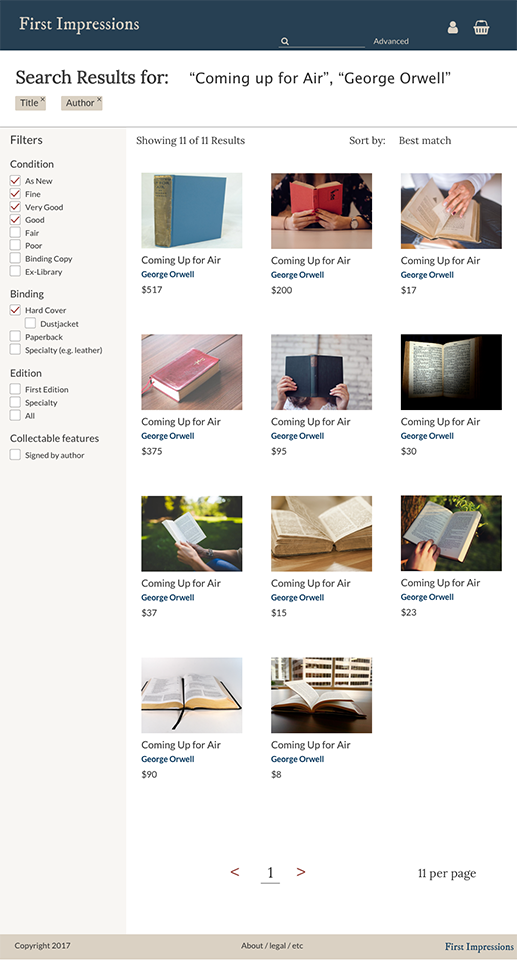 First Impressions
Advanced
Search Results for: “Coming up for Air”, “George Orwell”
Title × Author ×
Filters
Condition
As New
Fine
Very Good
Good
Fair
Poor
Binding Copy
Ex-Library
Binding
Hard Cover
Dustjacket
Paperback
Specialty (e.g. leather)
Edition
First Edition
Specialty
All
Collectable features
Signed by author
Showing 11 of 11 Results Sort by: Best match
Coming Up for Air
George Orwell
$517
Coming Up for Air
George Orwell
$200
Coming Up for Air
George Orwell
$17
Coming Up for Air
George Orwell
$375
Coming Up for Air
George Orwell
$95
Coming Up for Air
George Orwell
$30
Coming Up for Air
George Orwell
$37
Coming Up for Air
George Orwell
$15
Coming Up for Air
George Orwell
$23
Coming Up for Air
George Orwell
$90
Coming Up for Air
George Orwell
$8
< 1 > 11 per page
Copyright 2017 About / legal / etc First Impressions